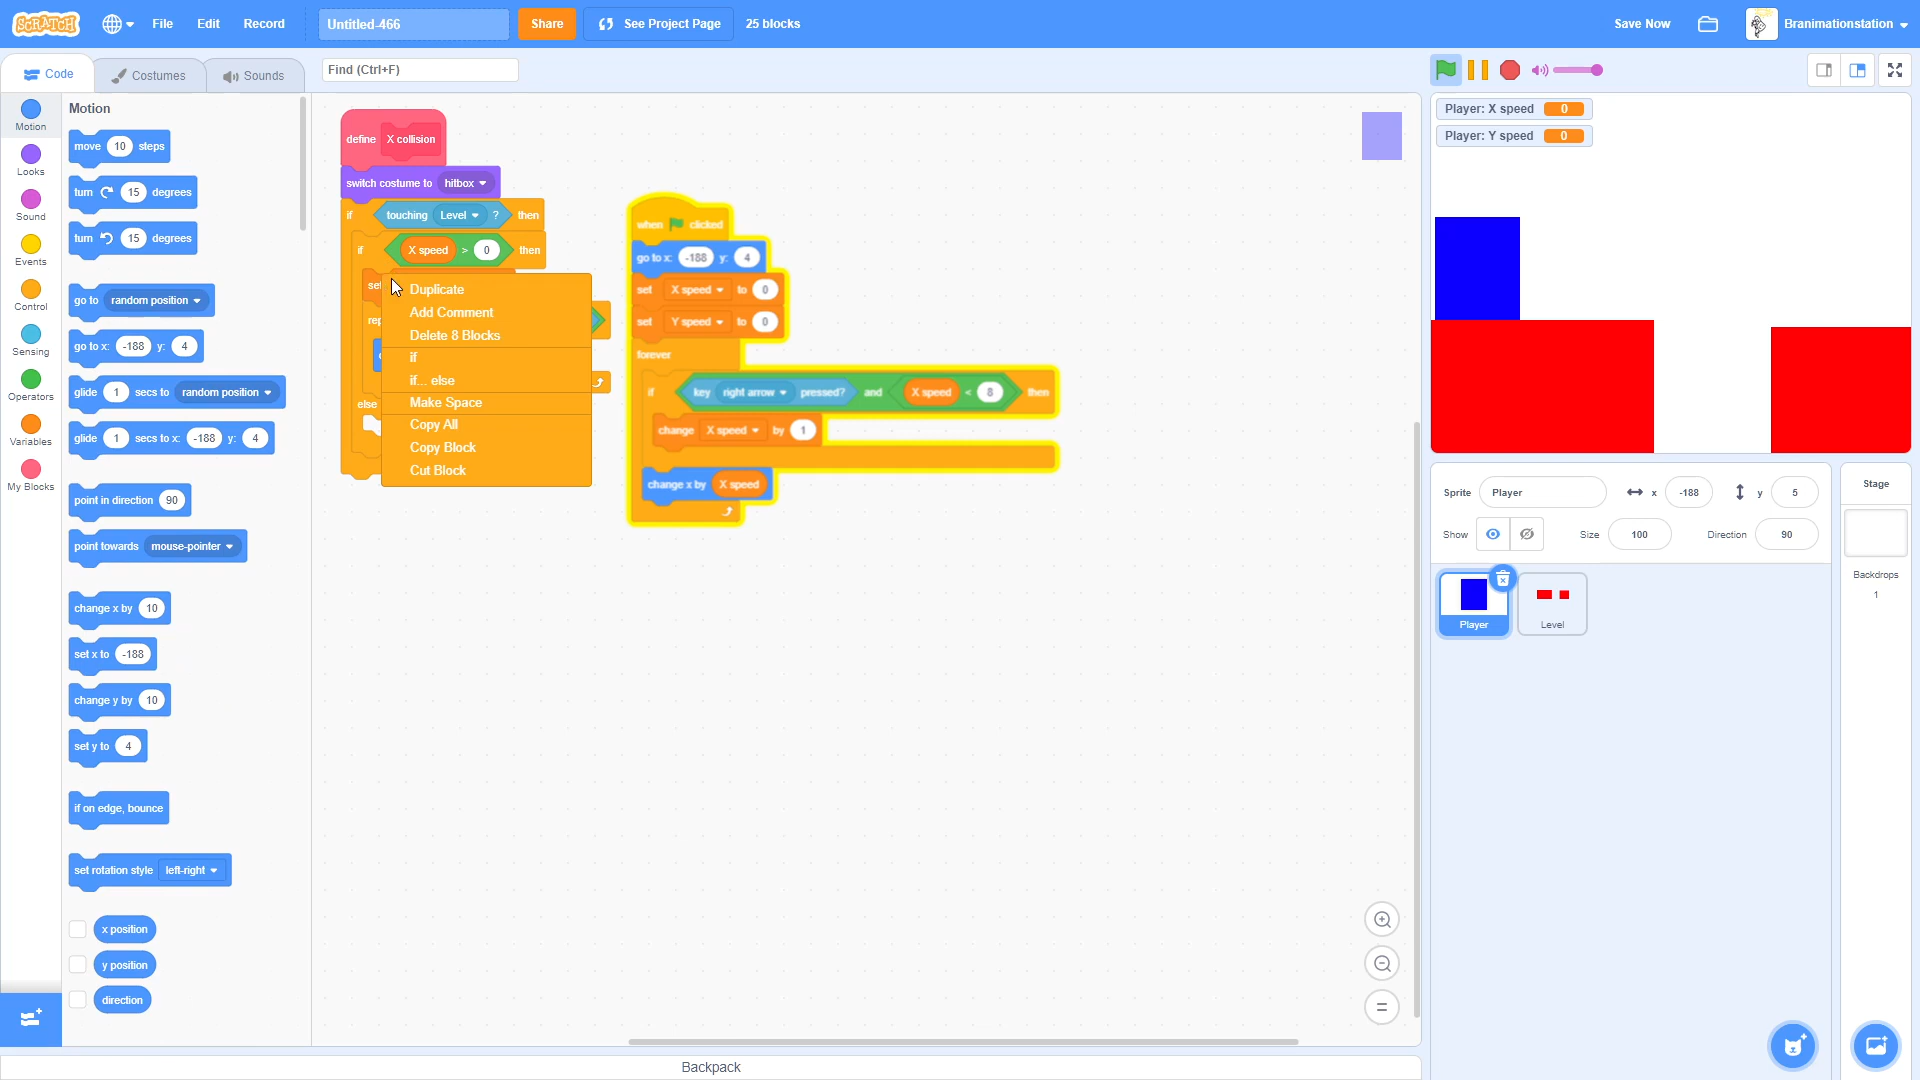 SCRATCH File Edit Record Untitled-466 Share See Project Page 25 blocks Save Now Branimationstation
Code Costumes Sounds Find (Ctrl+F)
Motion
Looks
Sound
Events
Control
Sensing
Operators
Variables
My Blocks
Motion
move 10 steps
turn 15 degrees
turn 15 degrees
go to random position
go to x: -188 y: 4
glide 1 secs to random position
glide 1 secs to x: -188 y: 4
point in direction 90
point towards mouse-pointer
change x by 10
set x to -188
change y by 10
set y to 4
if on edge, bounce
set rotation style left-right
x position
y position
direction
define X collision
switch costume to hitbox
if touching Level ? then
if X speed > 0 then
else
Duplicate
Add Comment
Delete 8 Blocks
if
if... else
Make Space
Copy All
Copy Block
Cut Block
when clicked
go to x: -188 y: 4
set X speed to 0
set Y speed to 0
forever
if key right arrow pressed? and X speed < 8 then
change X speed by 1
change x by X speed
Player: X speed 0
Player: Y speed 0
Sprite Player x -188 y 5
Show Size 100 Direction 90
Player Level
Stage
Backdrops
1
Backpack